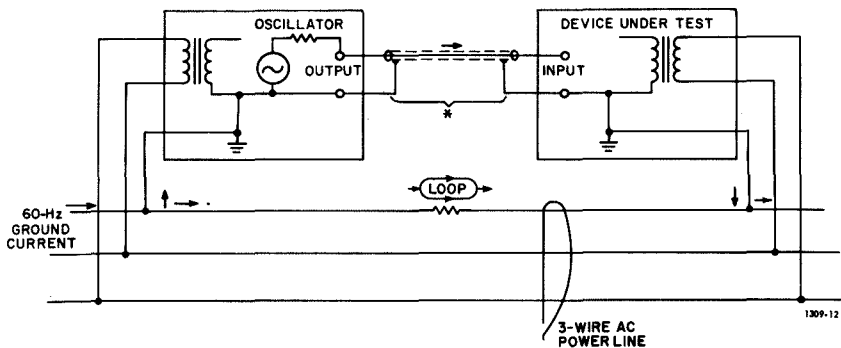 OSCILLATOR
OUTPUT
DEVICE UNDER TEST
INPUT
*
LOOP
60-Hz
GROUND
CURRENT
3-WIRE AC
POWER LINE
1309-12